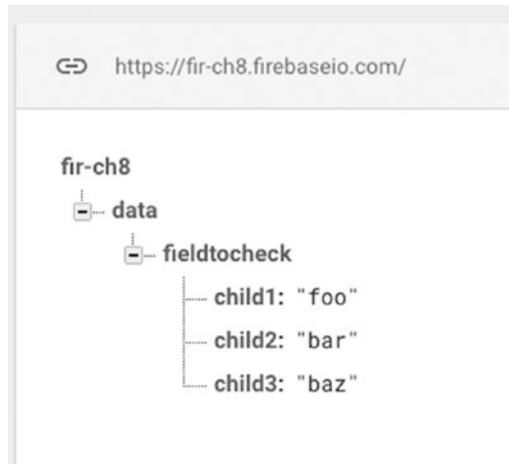 https://fir-ch8.firebaseio.com/
fir-ch8
data
fieldtocheck
child1: "foo"
child2: "bar"
child3: "baz"